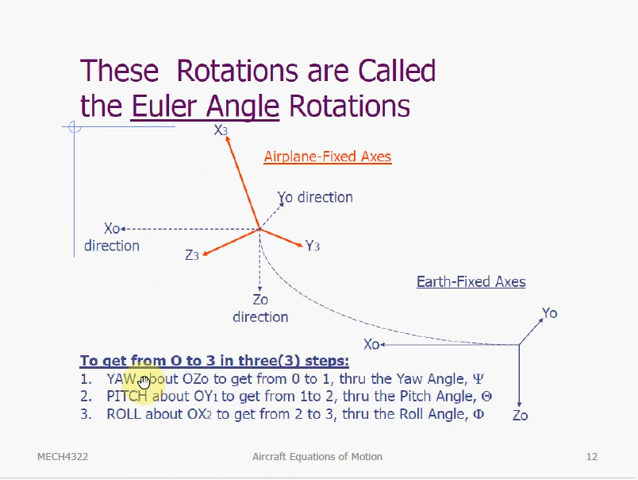 These Rotations are Called
the Euler Angle Rotations
X3
Airplane-Fixed Axes
Yo direction
Xo
direction
Z3
Y3
Zo
direction
Earth-Fixed Axes
Yo
Xo
Zo
To get from O to 3 in three(3) steps:
1. YAW about OZo to get from 0 to 1, thru the Yaw Angle, Ψ
2. PITCH about OY1 to get from 1to 2, thru the Pitch Angle, Θ
3. ROLL about OX2 to get from 2 to 3, thru the Roll Angle, Φ
MECH4322
Aircraft Equations of Motion
12